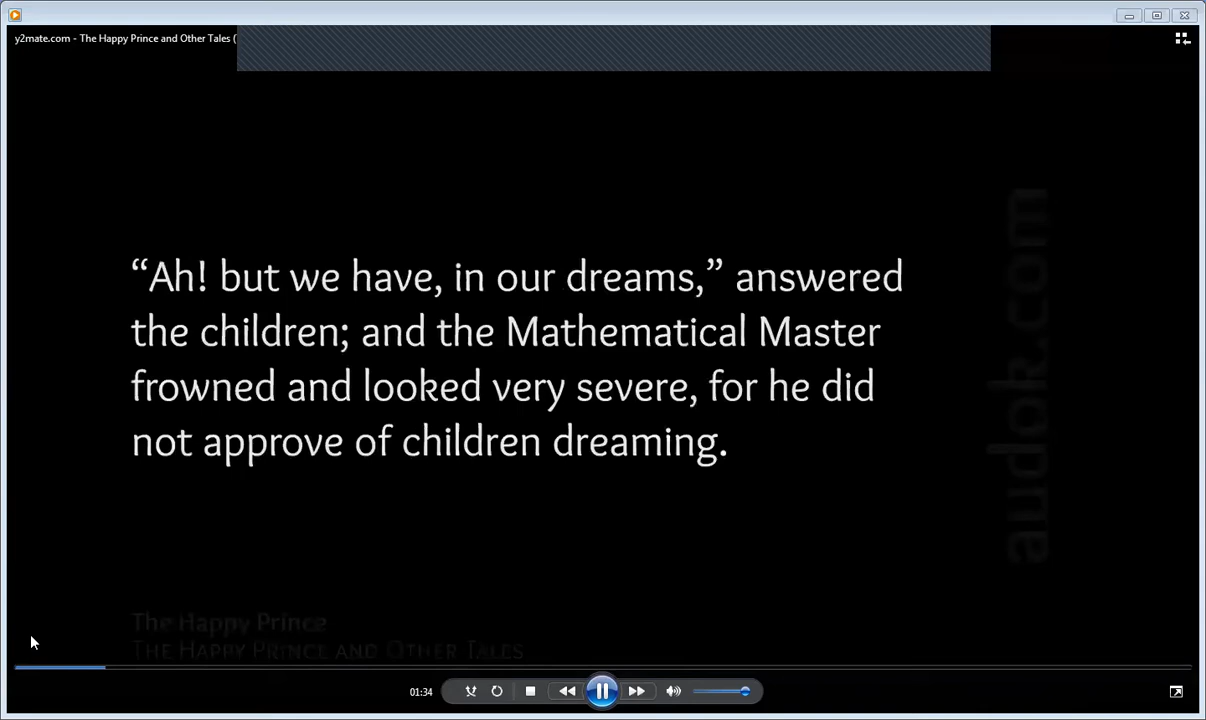 y2mate.com - The Happy Prince and Other Tales (
“Ah! but we have, in our dreams,” answered
the children; and the Mathematical Master
frowned and looked very severe, for he did
not approve of children dreaming.
audok.com
The Happy Prince
The Happy Prince and Other Tales
01:34